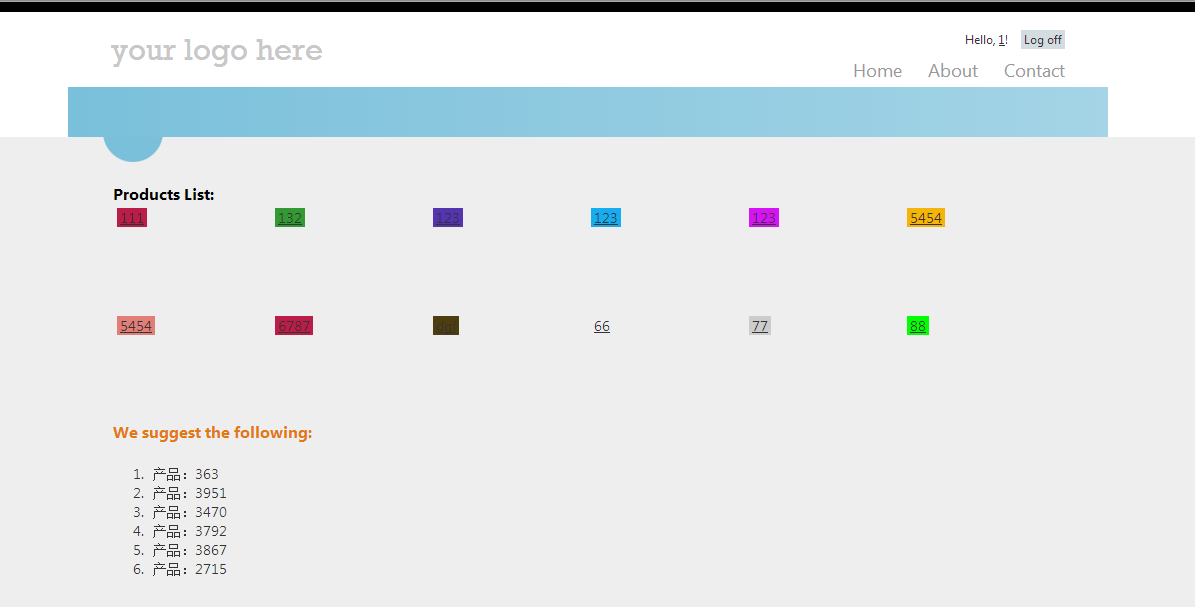 your logo here
Hello, 1! Log off
Home About Contact
Products List:
111 132 123 123 123 5454
5454 6787 66 77 88
We suggest the following:
1. 产品：363
2. 产品：3951
3. 产品：3470
4. 产品：3792
5. 产品：3867
6. 产品：2715